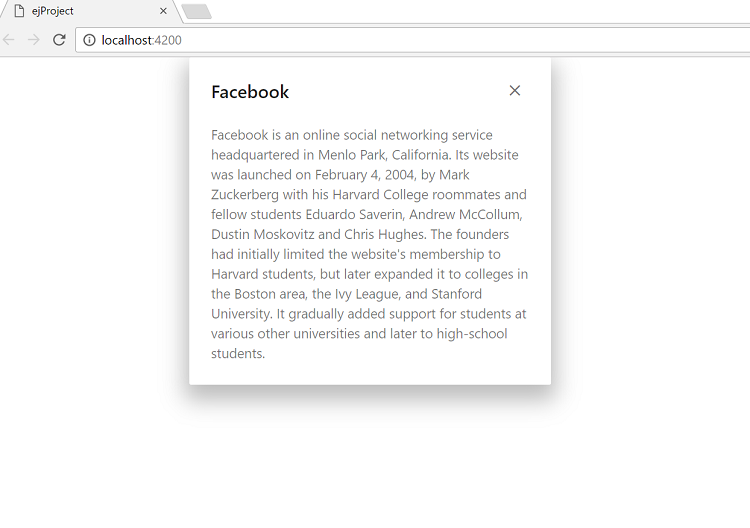 ejProject
localhost:4200
Facebook
Facebook is an online social networking service
headquartered in Menlo Park, California. Its website
was launched on February 4, 2004, by Mark
Zuckerberg with his Harvard College roommates and
fellow students Eduardo Saverin, Andrew McCollum,
Dustin Moskovitz and Chris Hughes. The founders
had initially limited the website's membership to
Harvard students, but later expanded it to colleges in
the Boston area, the Ivy League, and Stanford
University. It gradually added support for students at
various other universities and later to high-school
students.